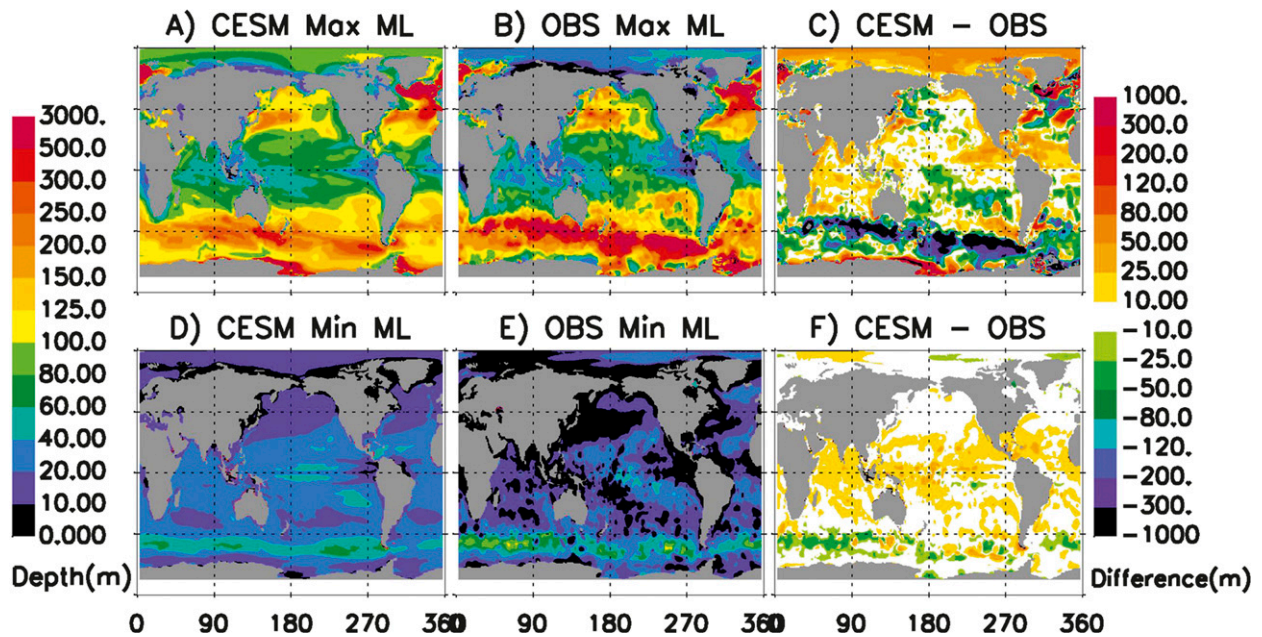 A) CESM Max ML
B) OBS Max ML
C) CESM - OBS
3000.
500.0
300.0
250.0
200.0
150.0
125.0
100.0
80.00
60.00
40.00
20.00
10.00
0.000
Depth(m)
1000.
300.0
200.0
120.0
80.00
50.00
25.00
10.00
-10.0
-25.0
-50.0
-80.0
-120.
-200.
-300.
-1000
Difference(m)
D) CESM Min ML
E) OBS Min ML
F) CESM - OBS
0 90 180 270 360
0 90 180 270 360
0 90 180 270 360